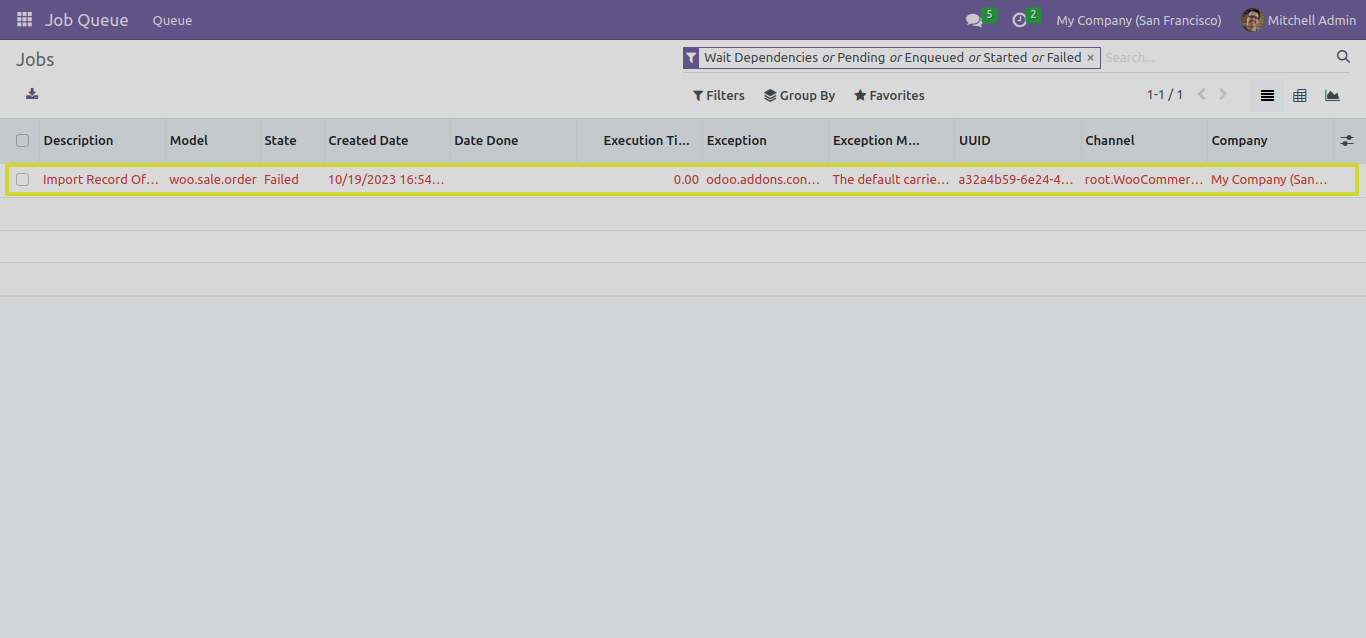 Job Queue Queue 5 2 My Company (San Francisco) Mitchell Admin
Jobs Wait Dependencies or Pending or Enqueued or Started or Failed × Search...
Filters Group By Favorites 1-1 / 1
Description Model State Created Date Date Done Execution Ti... Exception Exception M... UUID Channel Company
Import Record Of... woo.sale.order Failed 10/19/2023 16:54... 0.00 odoo.addons.con... The default carrie... a32a4b59-6e24-4... root.WooCommer... My Company (San...